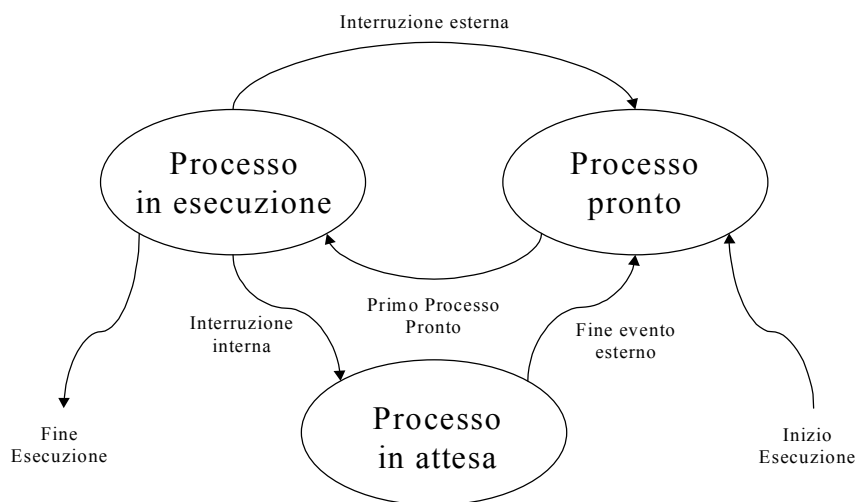 Interruzione esterna
Processo
in esecuzione
Processo
pronto
Primo Processo
Pronto
Interruzione
interna
Fine evento
esterno
Processo
in attesa
Fine
Esecuzione
Inizio
Esecuzione